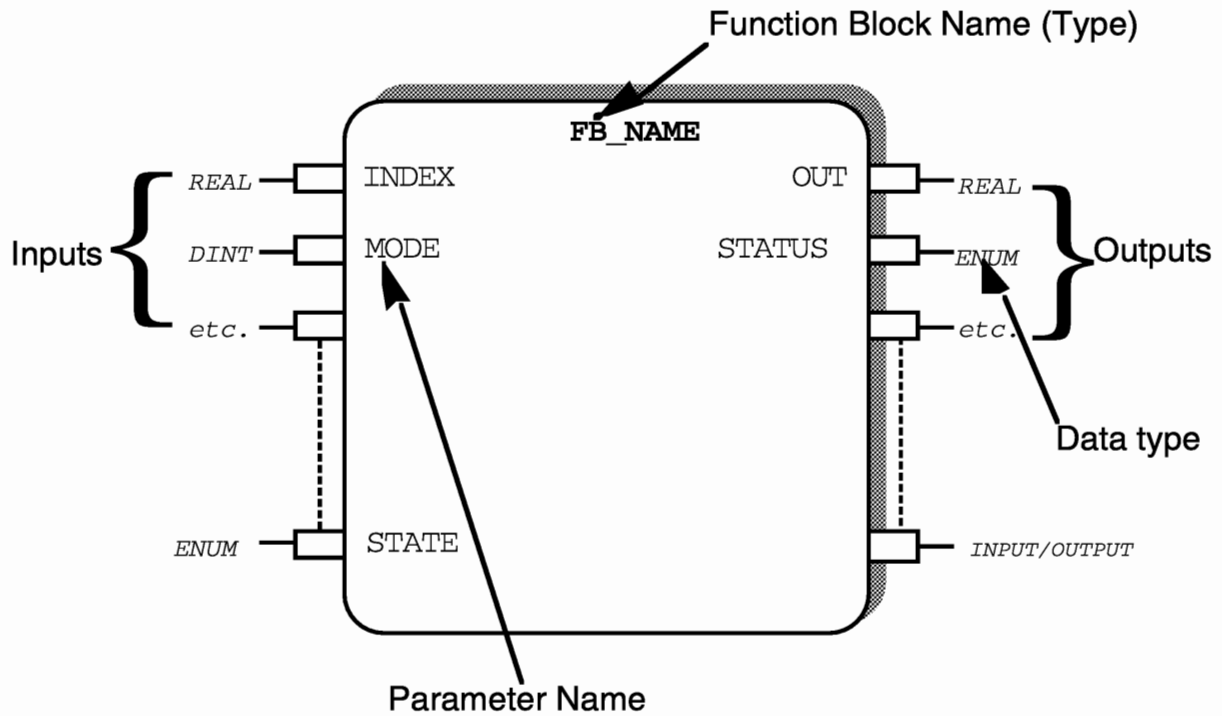 Function Block Name (Type)
FB_NAME
REAL INDEX OUT REAL
Inputs DINT MODE STATUS ENUM Outputs
etc. etc.
Data type
ENUM STATE INPUT/OUTPUT
Parameter Name